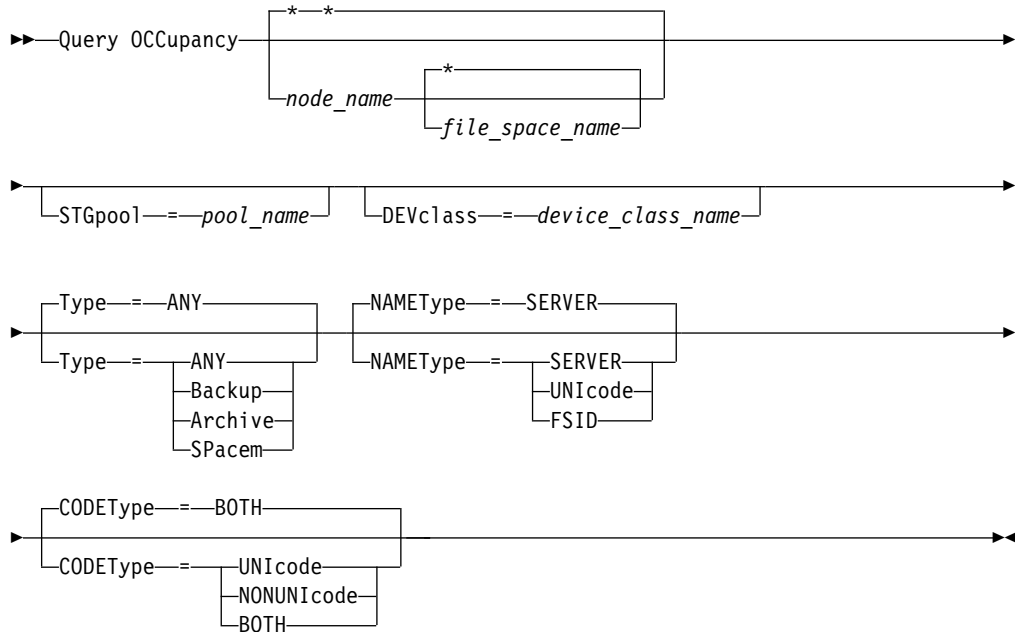 * *
Query OCCupancy
*
node_name
file_space_name
STGpool = pool_name DEVclass = device_class_name
Type = ANY NAMEType = SERVER
Type = ANY NAMEType = SERVER
Backup UNIcode
Archive FSID
SPacem
CODEType = BOTH
CODEType = UNIcode
NONUNIcode
BOTH